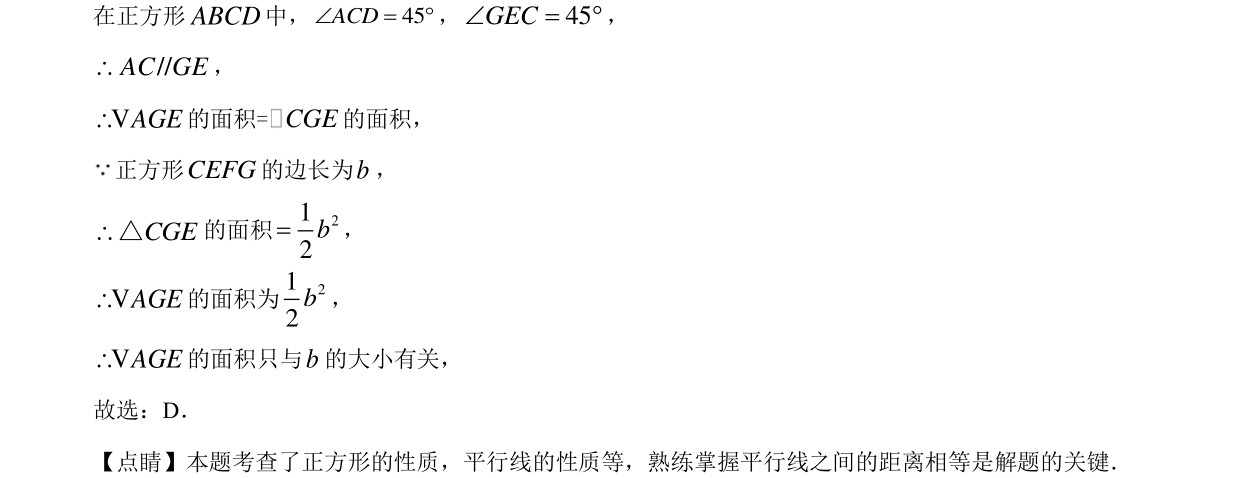 在正方形ABCD中，∠ACD=45°，∠GEC=45°，
∴AC//GE，
∴VAGE的面积=□CGE的面积，
∵正方形CEFG的边长为b，
∴△CGE的面积=\frac{1}{2}b²，
∴VAGE的面积为\frac{1}{2}b²，
∴VAGE的面积只与b的大小有关，
故选：D．
【点睛】本题考查了正方形的性质，平行线的性质等，熟练掌握平行线之间的距离相等是解题的关键．